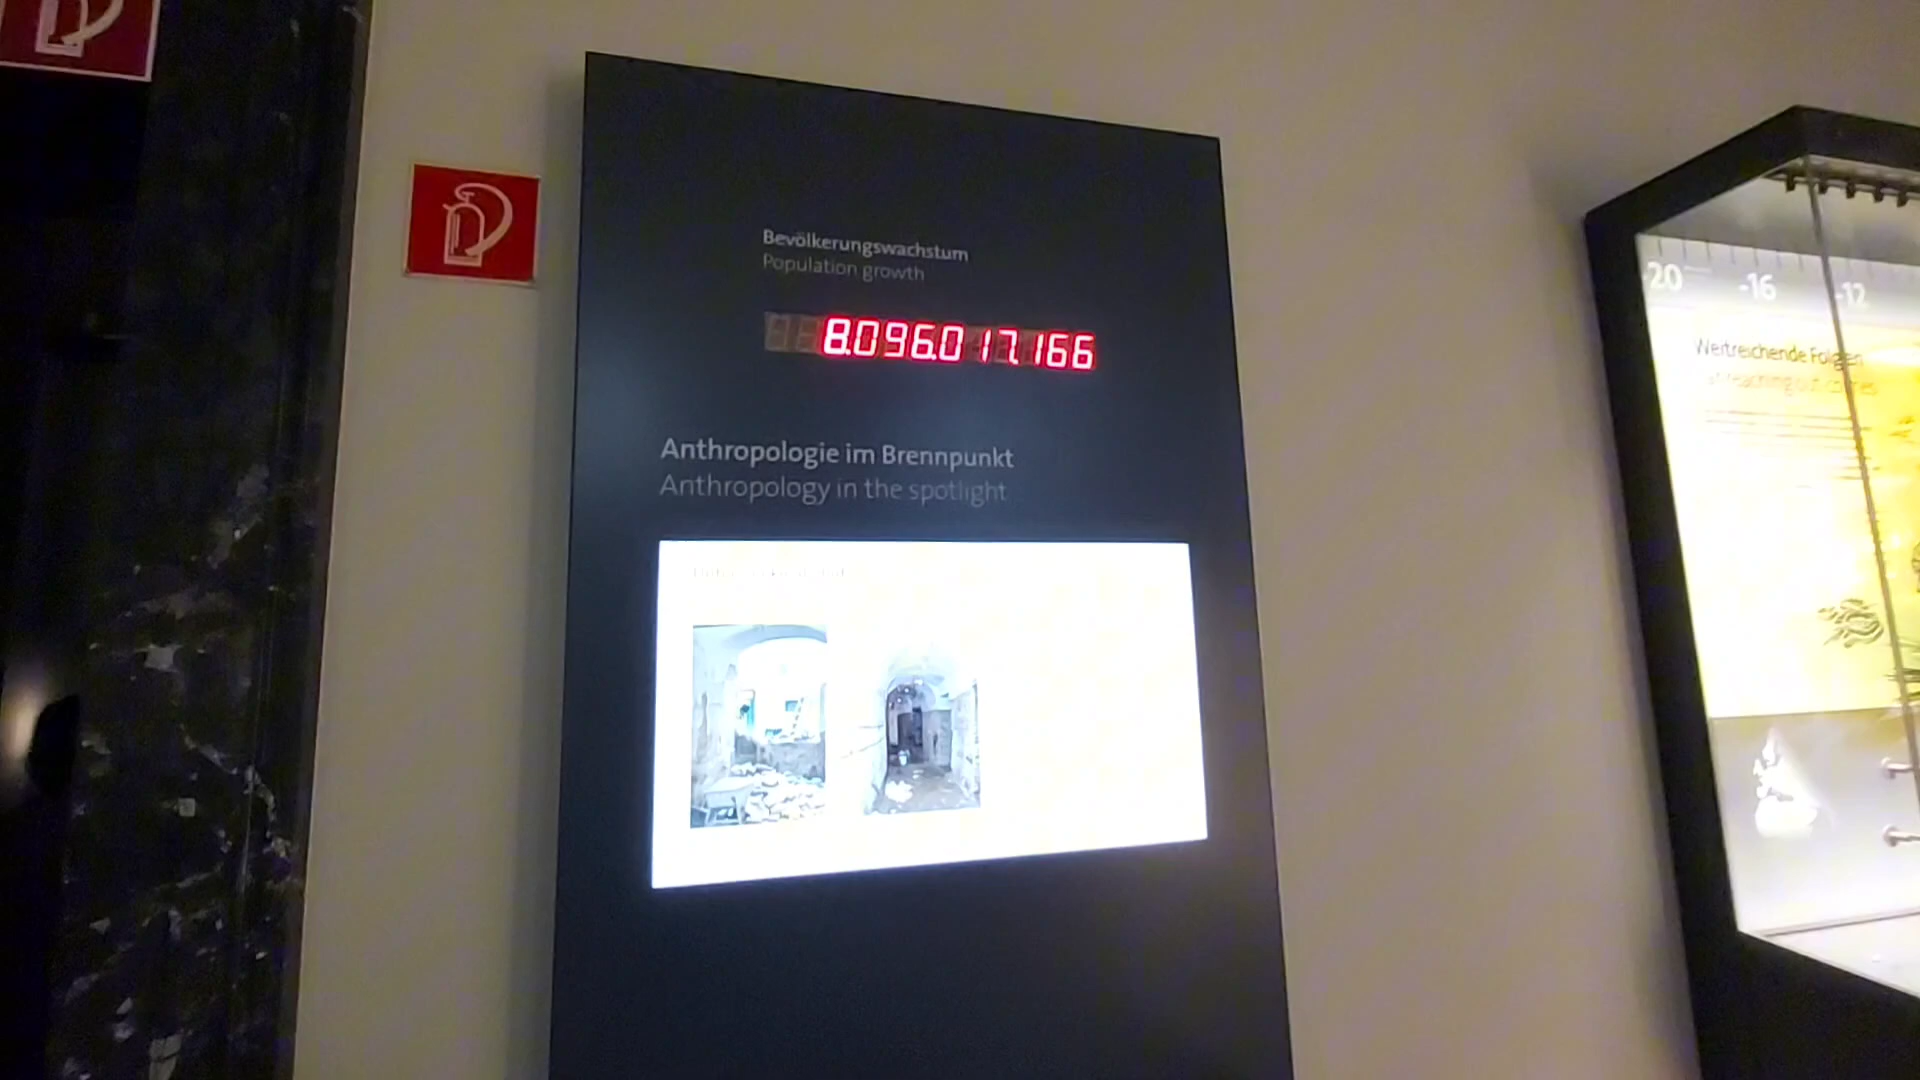 Bevölkerungswachstum
Population growth
8.096.017.166
Anthropologie im Brennpunkt
Anthropology in the spotlight
-20 -16 -12
Weitreichende Folgen